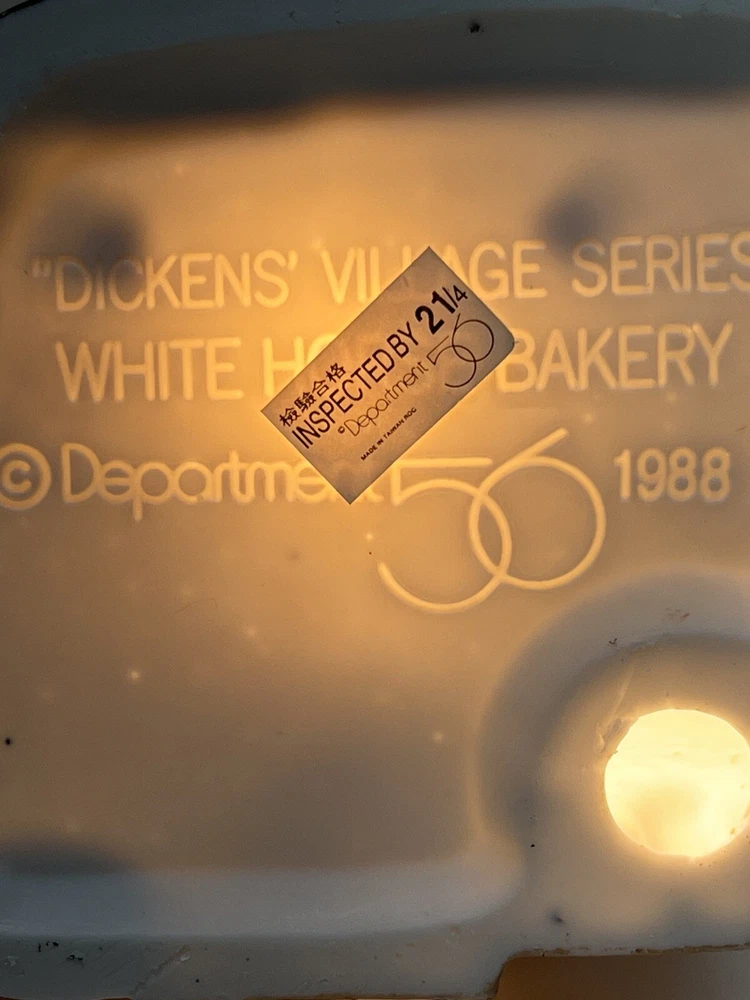 "DICKENS' VILLAGE SERIES
WHITE BAKERY
© Department 56 1988
檢驗合格
INSPECTED BY 21/4
©Department 56
MADE IN TAIWAN ROC